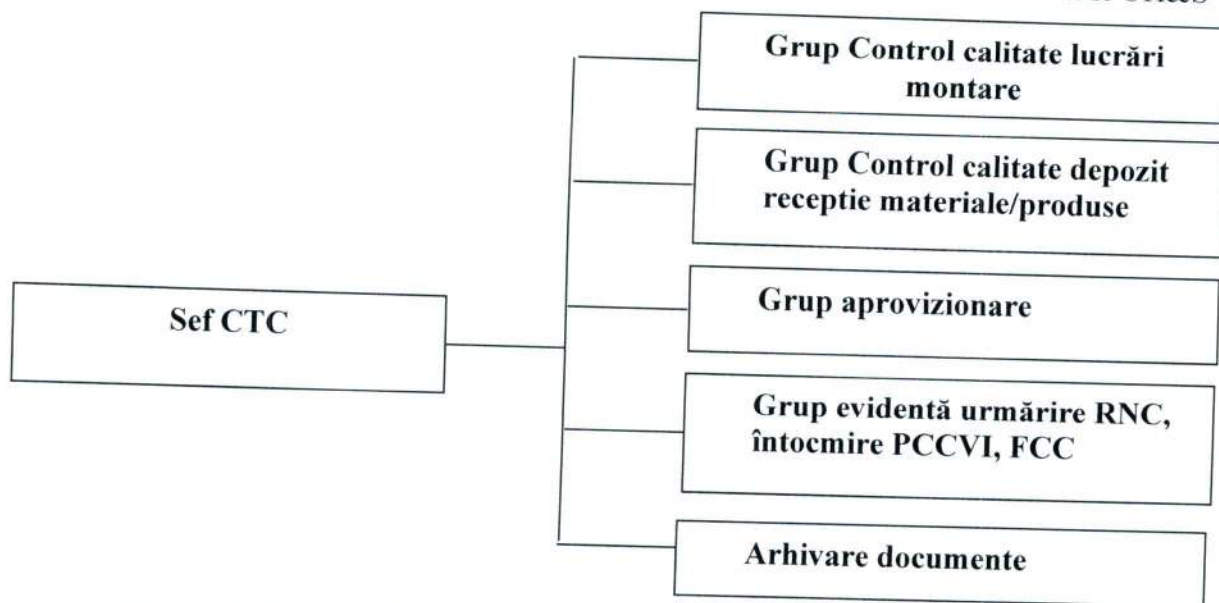 Grup Control calitate lucrări
montare
Grup Control calitate depozit
receptie materiale/produse
Grup aprovizionare
Sef CTC
Grup evidentă urmărire RNC,
întocmire PCCVI, FCC
Arhivare documente